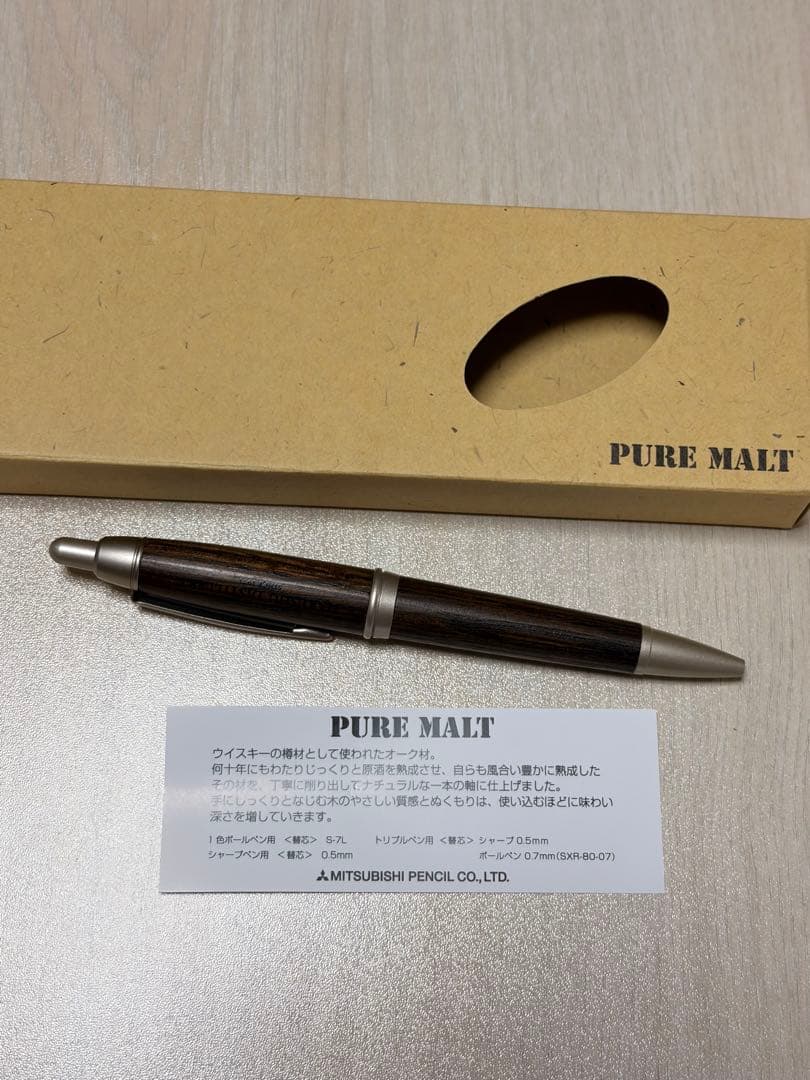 PURE MALT
PURE MALT
ウイスキーの樽材として使われたオーク材。
何十年にもわたりじっくりと原酒を熟成させ、自らも風合い豊かに熟成した
その材を、丁寧に削り出してナチュラルな一本の軸に仕上げました。
手にしっくりとなじむ木のやさしい質感とぬくもりは、使い込むほどに味わい
深さを増していきます。
1色ボールペン用 <替芯> S-7L トリプルペン用 <替芯> シャープ 0.5mm
シャープペン用 <替芯> 0.5mm ボールペン 0.7mm(SXR-80-07)
MITSUBISHI PENCIL CO., LTD.